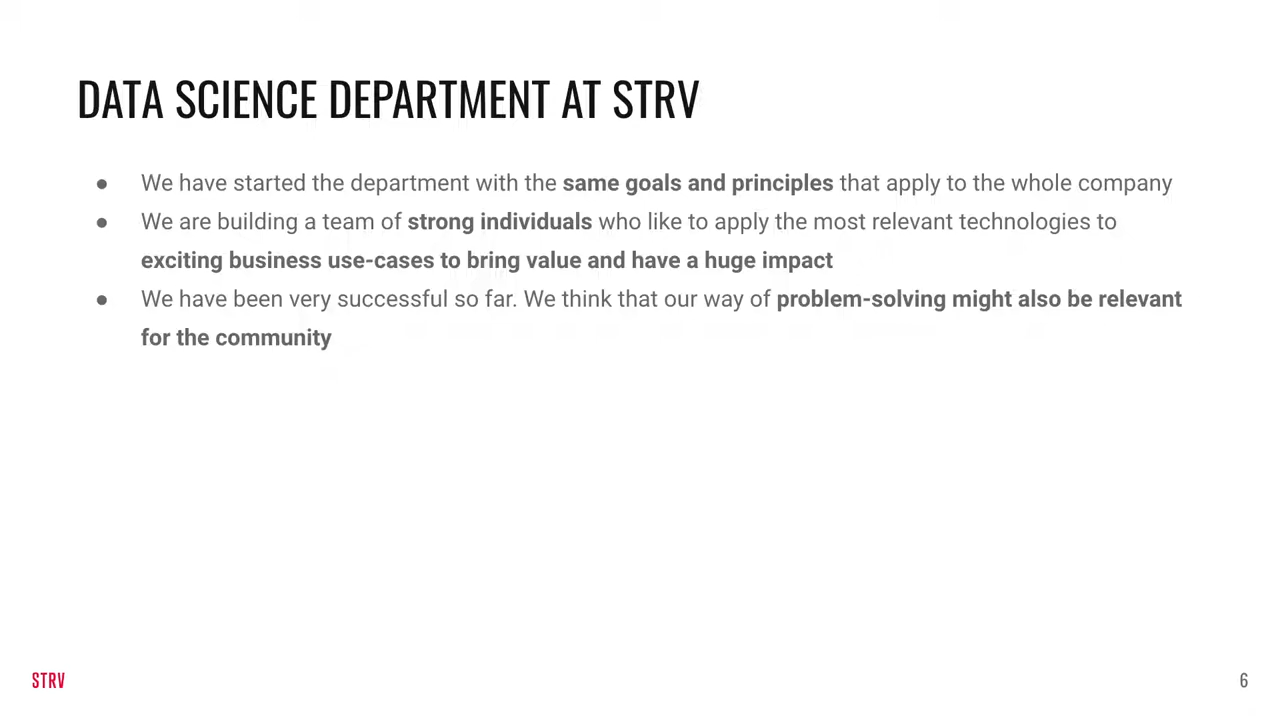 DATA SCIENCE DEPARTMENT AT STRV
● We have started the department with the same goals and principles that apply to the whole company
● We are building a team of strong individuals who like to apply the most relevant technologies to
exciting business use-cases to bring value and have a huge impact
● We have been very successful so far. We think that our way of problem-solving might also be relevant
for the community
STRV
6